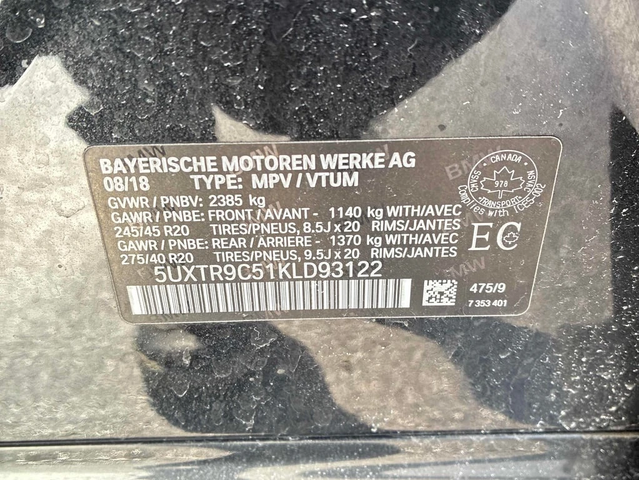 BAYERISCHE MOTOREN WERKE AG
08/18 TYPE: MPV / VTUM
GVWR / PNBV: 2385 kg
GAWR / PNBE: FRONT / AVANT - 1140 kg WITH/AVEC
245/45 R20 TIRES/PNEUS, 8.5J x 20 RIMS/JANTES
GAWR / PNBE: REAR / ARRIERE - 1370 kg WITH/AVEC
275/40 R20 TIRES/PNEUS, 9.5J x 20 RIMS/JANTES
5UXTR9C51KLD93122
CANADA
978
TRANSPORT
EC
475/9
7 353 401
BMW